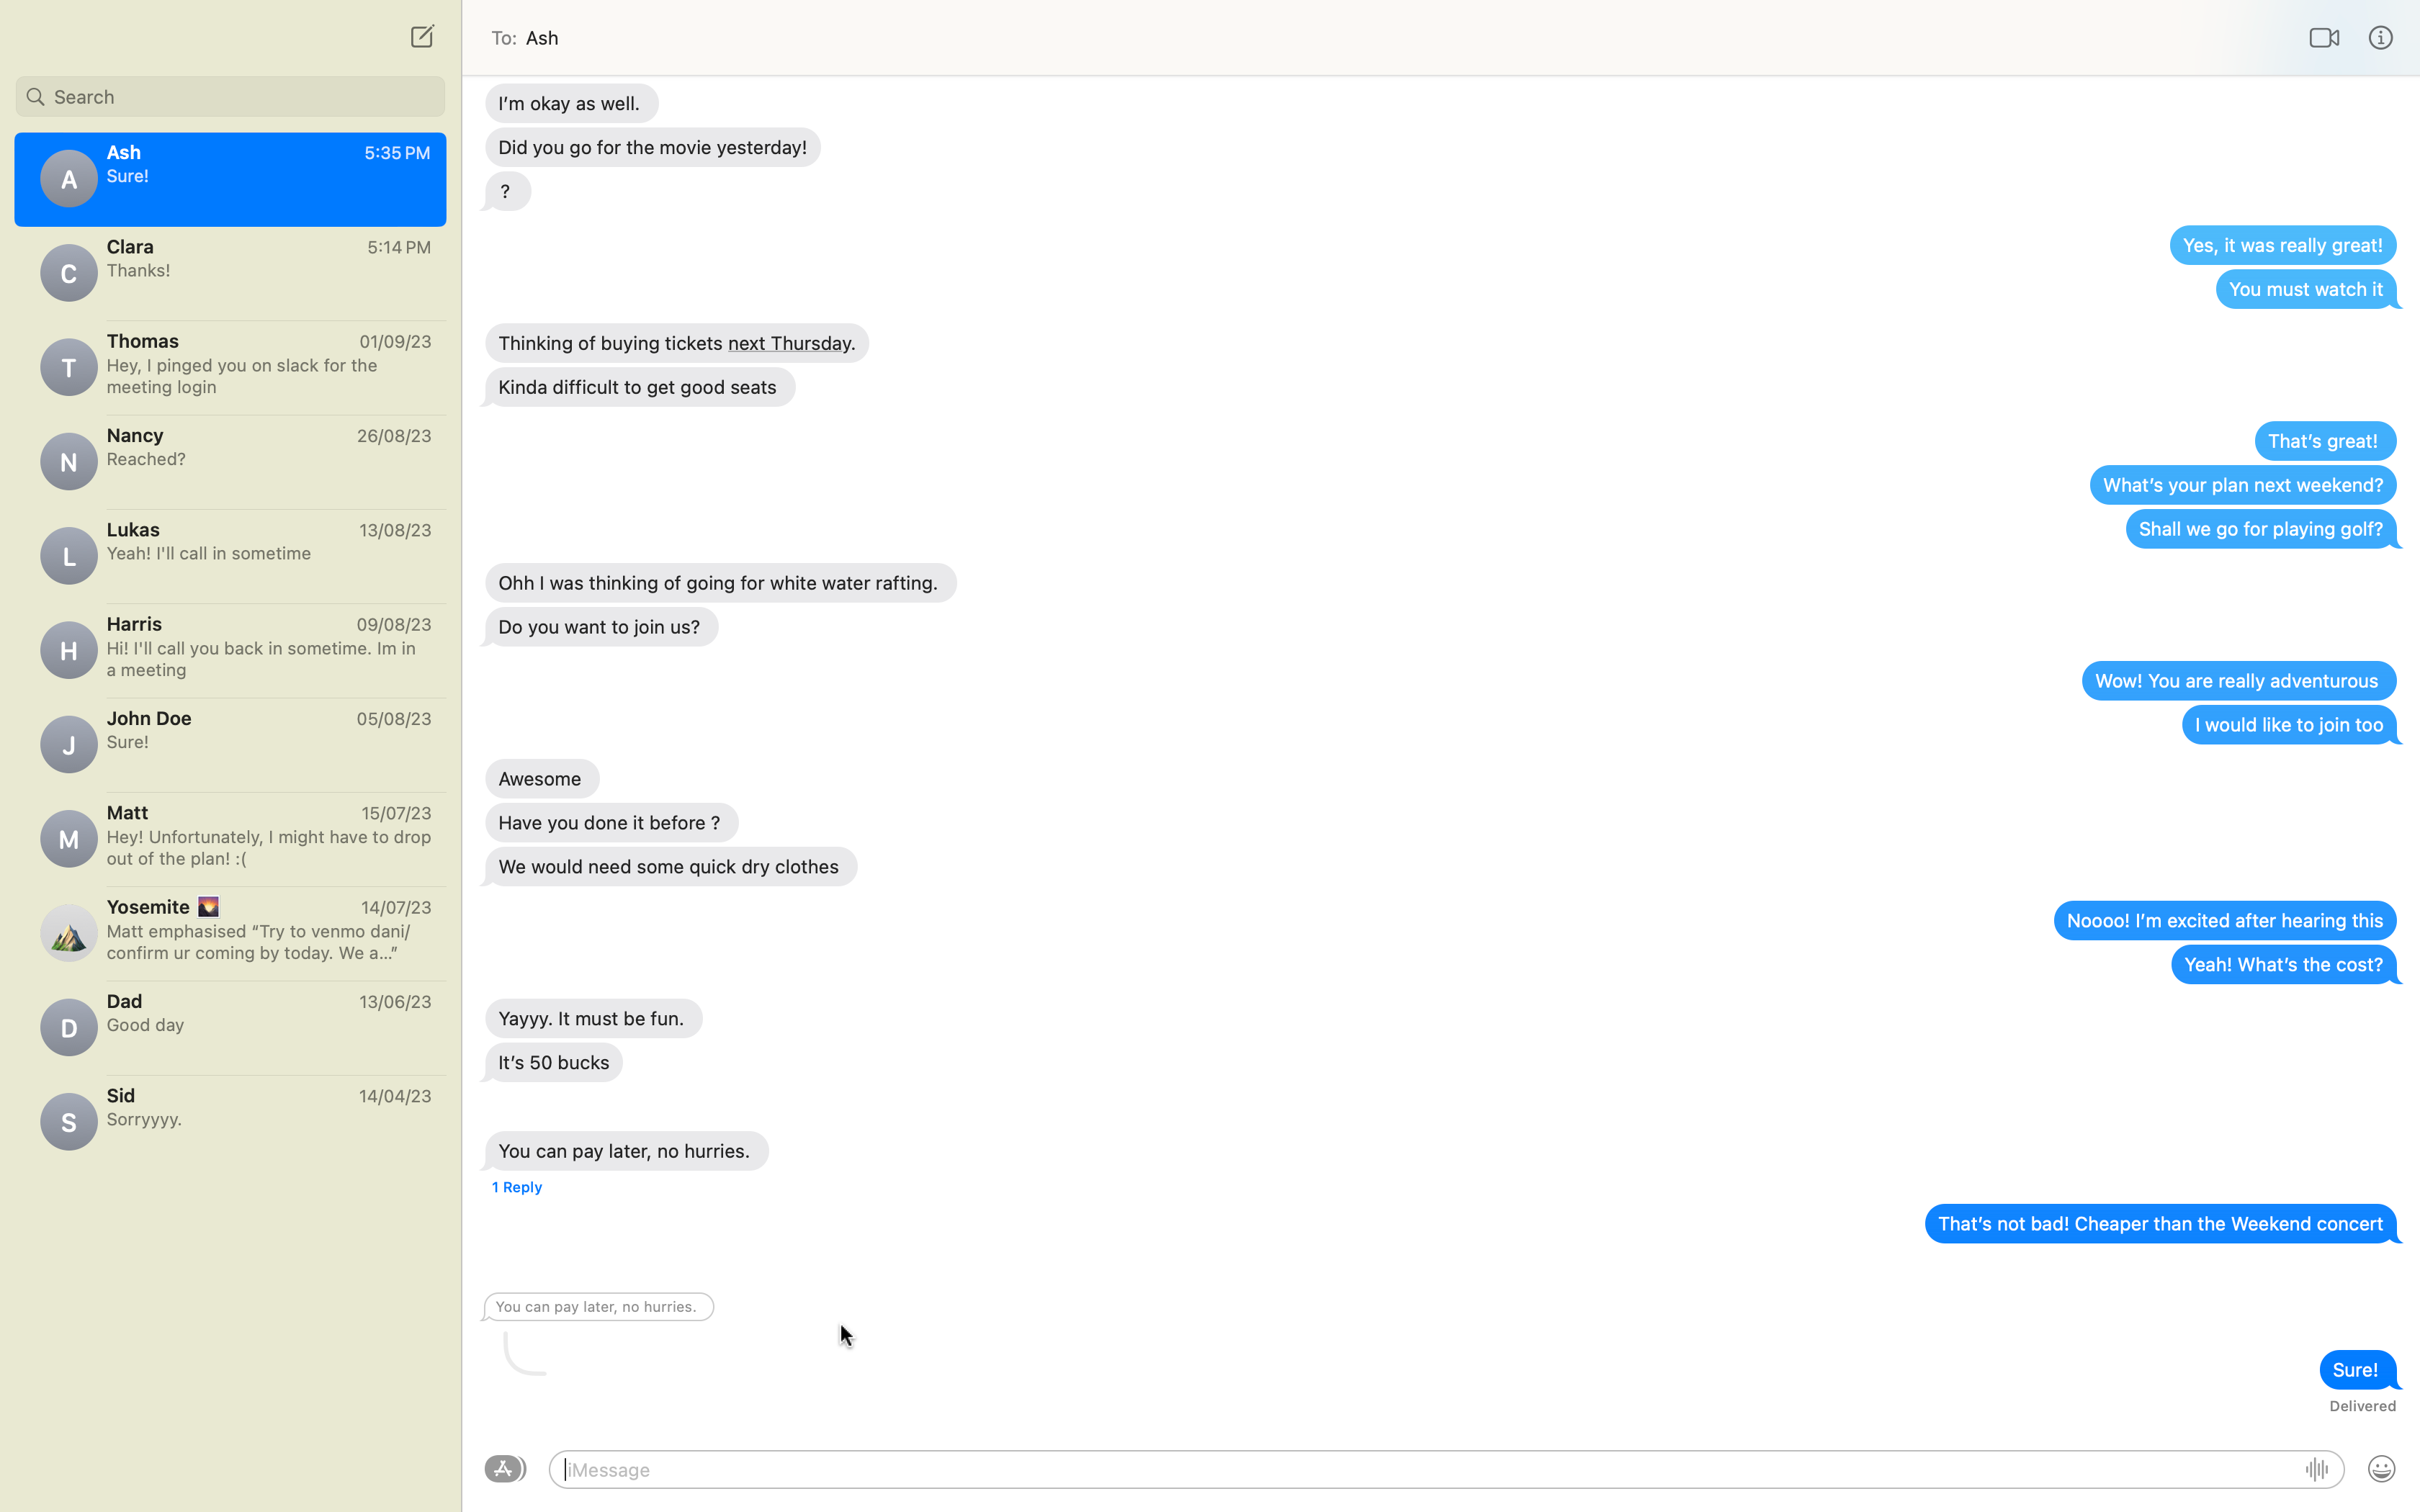 Search
Ash 5:35 PM
Sure!
Clara 5:14 PM
Thanks!
Thomas 01/09/23
Hey, I pinged you on slack for the
meeting login
Nancy 26/08/23
Reached?
Lukas 13/08/23
Yeah! I'll call in sometime
Harris 09/08/23
Hi! I'll call you back in sometime. Im in
a meeting
John Doe 05/08/23
Sure!
Matt 15/07/23
Hey! Unfortunately, I might have to drop
out of the plan! :(
Yosemite 🌄 14/07/23
Matt emphasised “Try to venmo dani/
confirm ur coming by today. We a...”
Dad 13/06/23
Good day
Sid 14/04/23
Sorryyyy.
A
C
T
N
L
H
J
M
D
S
To: Ash
I’m okay as well.
Did you go for the movie yesterday!
?
Yes, it was really great!
You must watch it
Thinking of buying tickets next Thursday.
Kinda difficult to get good seats
That’s great!
What’s your plan next weekend?
Shall we go for playing golf?
Ohh I was thinking of going for white water rafting.
Do you want to join us?
Wow! You are really adventurous
I would like to join too
Awesome
Have you done it before ?
We would need some quick dry clothes
Noooo! I’m excited after hearing this
Yeah! What’s the cost?
Yayyy. It must be fun.
It’s 50 bucks
You can pay later, no hurries.
1 Reply
That’s not bad! Cheaper than the Weekend concert
You can pay later, no hurries.
Sure!
Delivered
iMessage